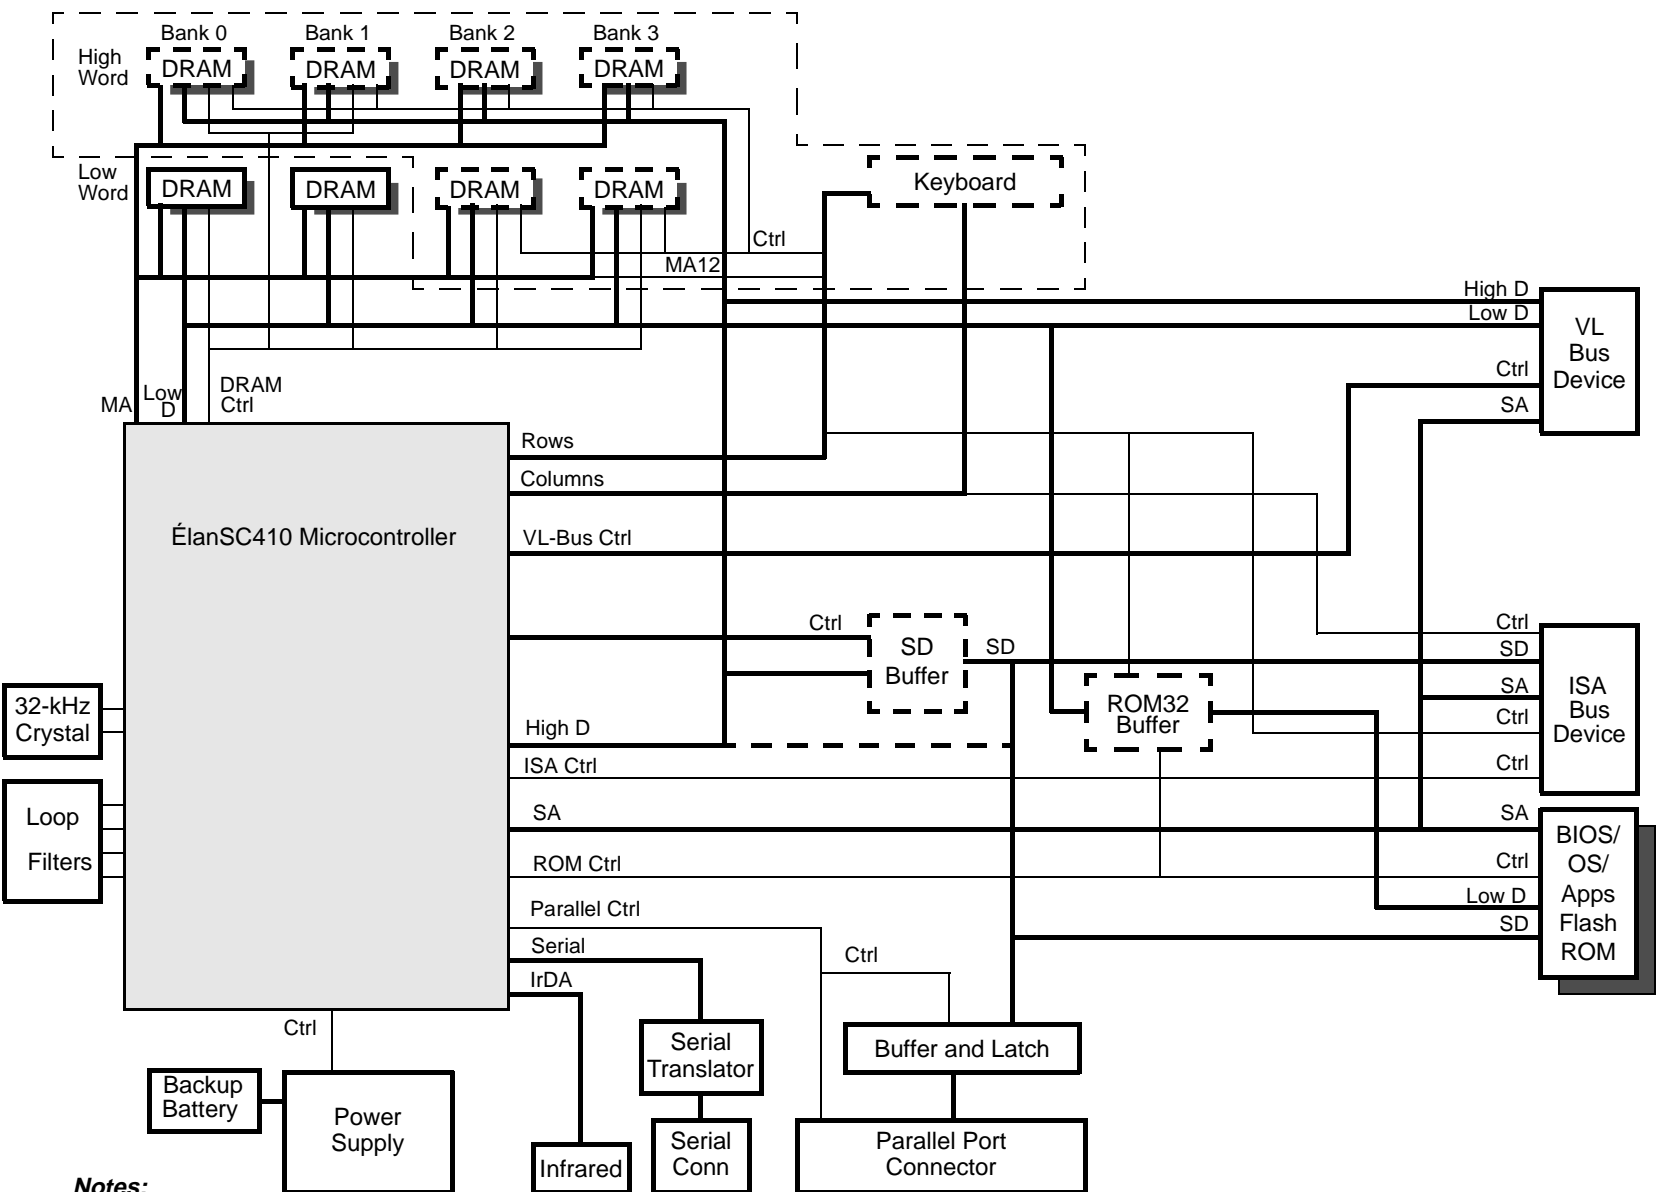 Bank 0 Bank 1 Bank 2 Bank 3
High
Word
DRAM DRAM DRAM DRAM
Low
Word
DRAM DRAM DRAM DRAM
Keyboard
Ctrl
MA12
High D
Low D
Ctrl
SA
VL
Bus
Device
MA
Low
D
DRAM
Ctrl
Rows
Columns
ÉlanSC410 Microcontroller
VL-Bus Ctrl
Ctrl
SD
Buffer
SD
Ctrl
SD
SA
Ctrl
Ctrl
ISA
Bus
Device
ROM32
Buffer
32-kHz
Crystal
High D
ISA Ctrl
Loop
Filters
SA
ROM Ctrl
SA
Ctrl
Low D
SD
BIOS/
OS/
Apps
Flash
ROM
Parallel Ctrl
Serial
IrDA
Ctrl
Ctrl
Serial
Translator
Buffer and Latch
Backup
Battery
Power
Supply
Infrared
Serial
Conn
Parallel Port
Connector
Notes: